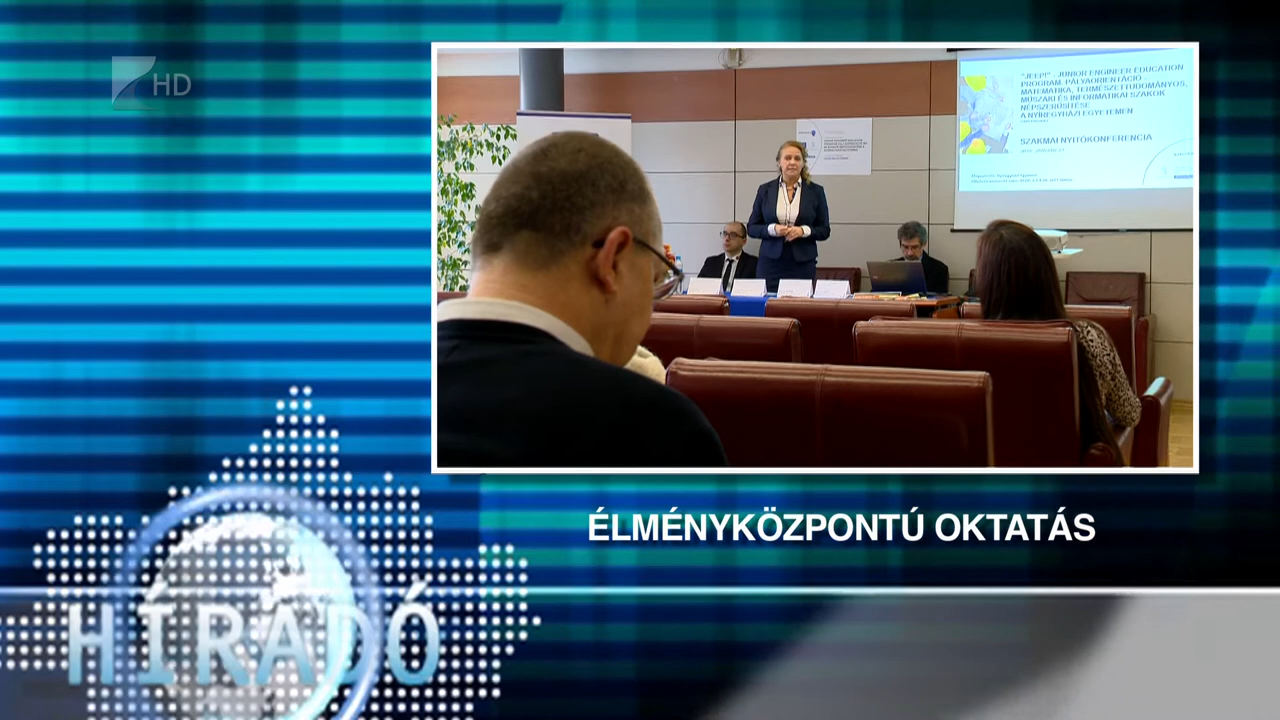 HD
"JEEP!" - JUNIOR ENGINEER EDUCATION
PROGRAM. PÁLYAORIENTÁCIÓ -
MATEMATIKA, TERMÉSZETTUDOMÁNYOS,
MŰSZAKI ÉS INFORMATIKAI SZAKOK
NÉPSZERŰSÍTÉSE
A NYÍREGYHÁZI EGYETEMEN
SZAKMAI NYITÓKONFERENCIA
ÉLMÉNYKÖZPONTÚ OKTATÁS
HÍRADÓ